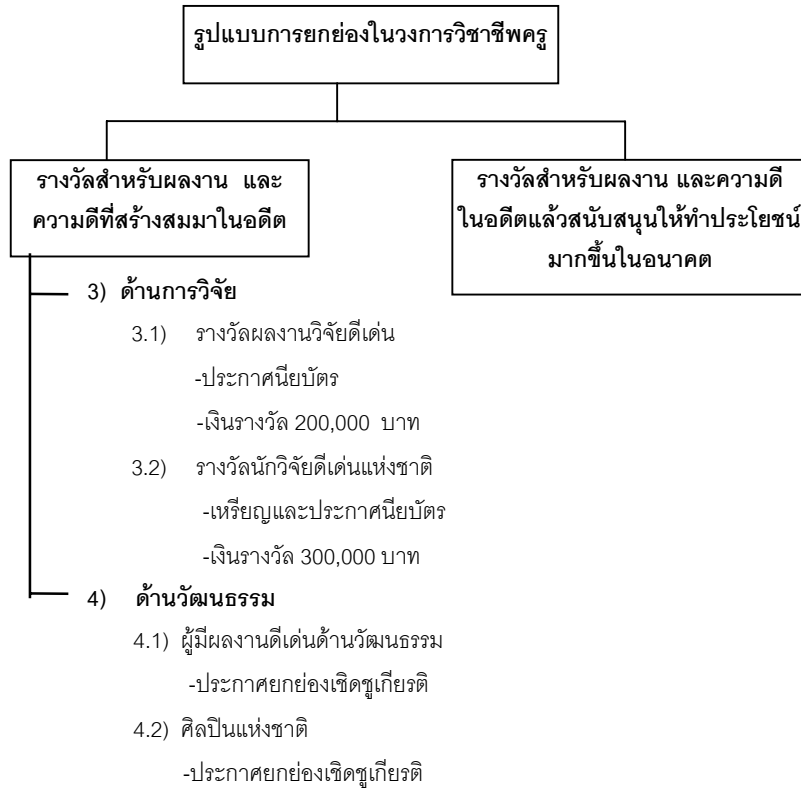 รูปแบบการยกย่องในวงการวิชาชีพครู
รางวัลสำหรับผลงาน และ
ความดีที่สร้างสมมาในอดีต
รางวัลสำหรับผลงาน และความดี
ในอดีตแล้วสนับสนุนให้ทำประโยชน์
มากขึ้นในอนาคต
3) ด้านการวิจัย
3.1) รางวัลผลงานวิจัยดีเด่น
-ประกาศนียบัตร
-เงินรางวัล 200,000 บาท
3.2) รางวัลนักวิจัยดีเด่นแห่งชาติ
-เหรียญและประกาศนียบัตร
-เงินรางวัล 300,000 บาท
4) ด้านวัฒนธรรม
4.1) ผู้มีผลงานดีเด่นด้านวัฒนธรรม
-ประกาศยกย่องเชิดชูเกียรติ
4.2) ศิลปินแห่งชาติ
-ประกาศยกย่องเชิดชูเกียรติ